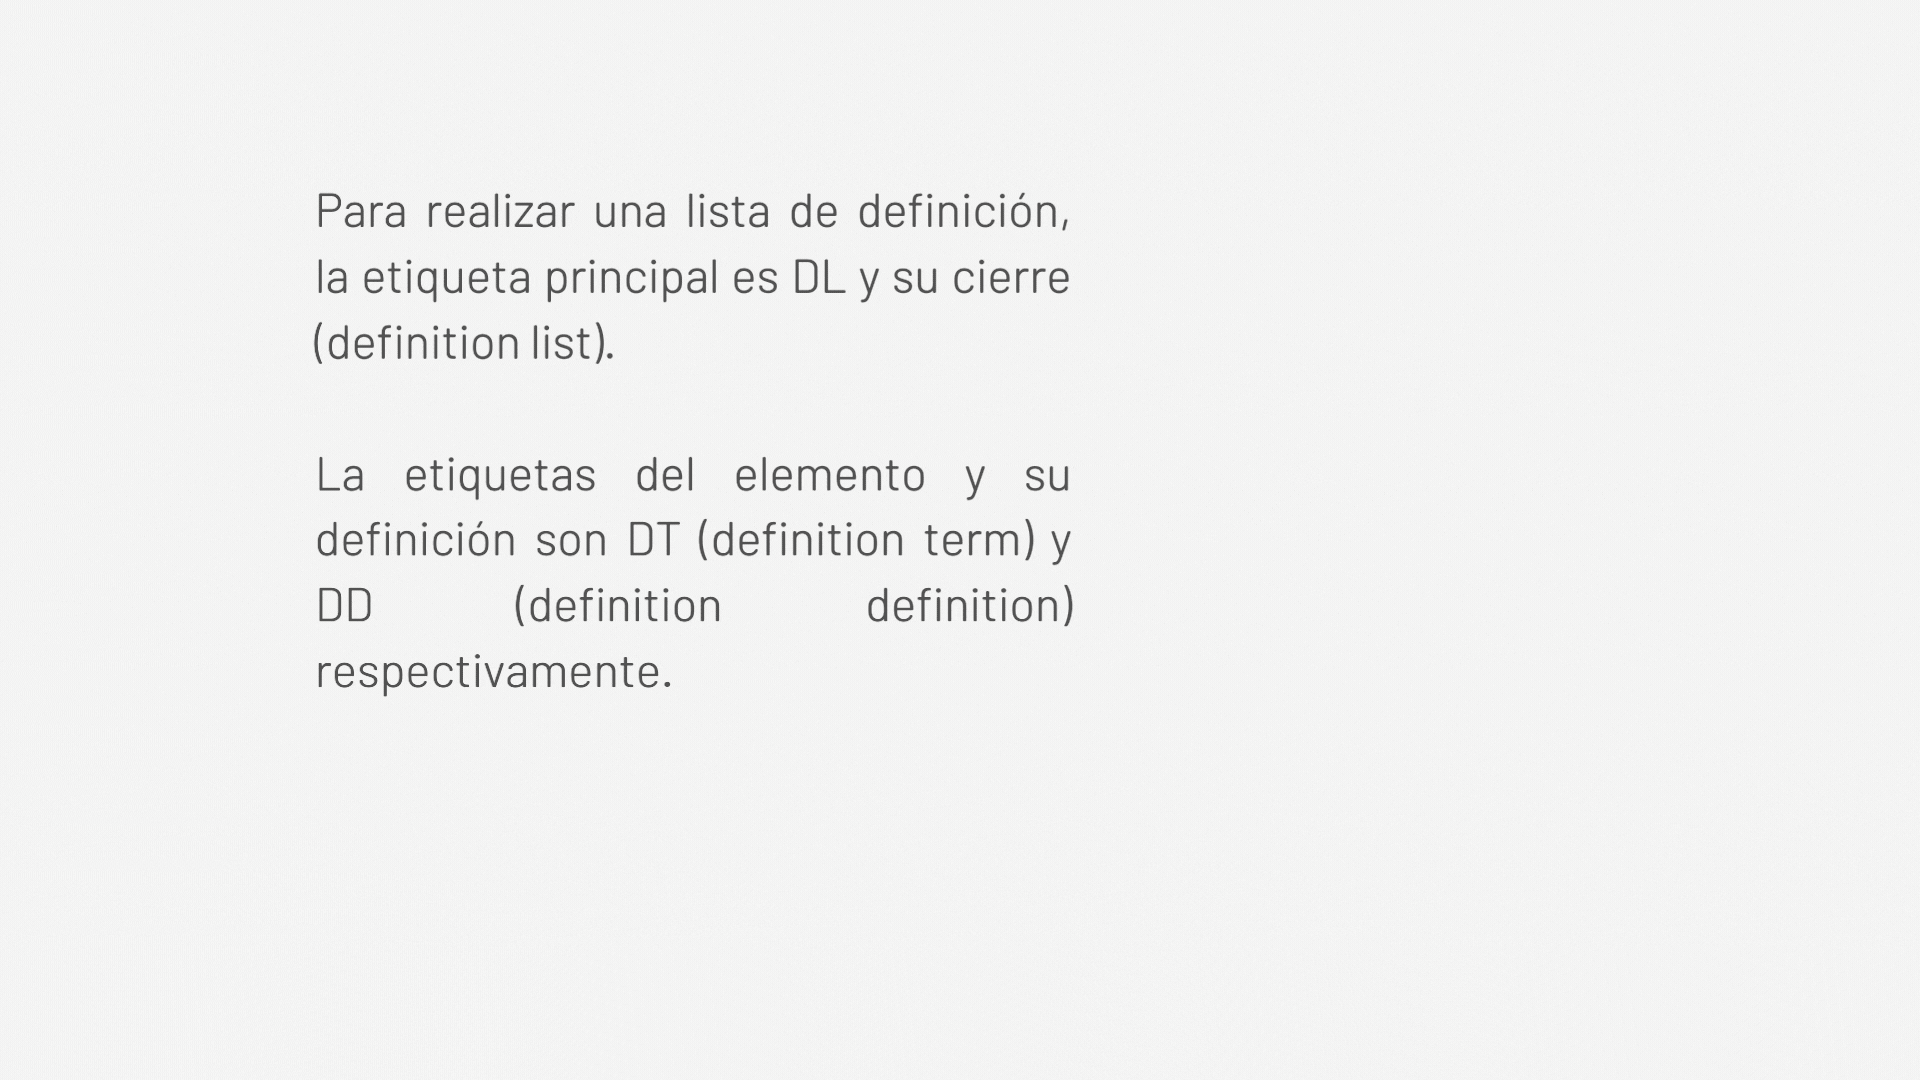 Para realizar una lista de definición,
la etiqueta principal es DL y su cierre
(definition list).
La etiquetas del elemento y su
definición son DT (definition term) y
DD (definition definition)
respectivamente.